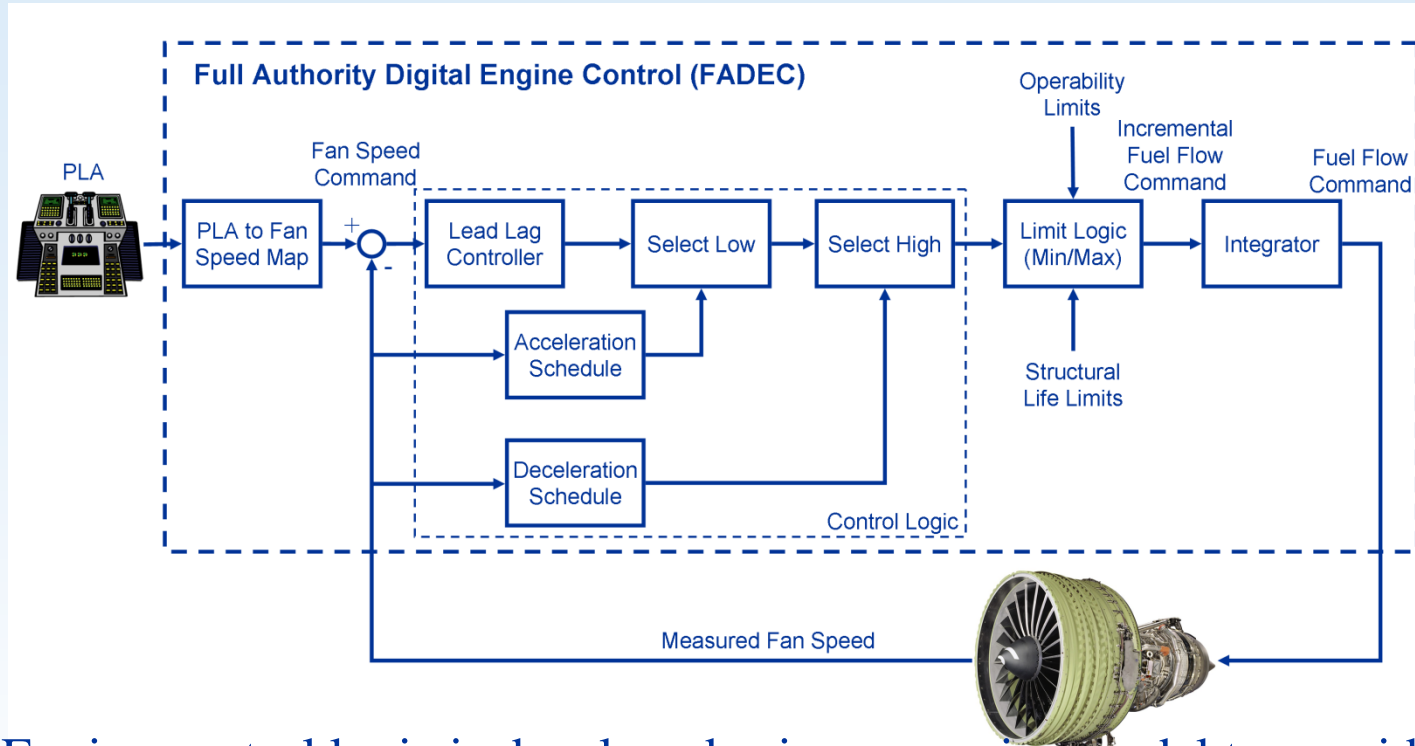 Full Authority Digital Engine Control (FADEC)
PLA
PLA to Fan
Speed Map
Fan Speed
Command
+
-
Lead Lag
Controller
Select Low
Select High
Acceleration
Schedule
Deceleration
Schedule
Control Logic
Operability
Limits
Limit Logic
(Min/Max)
Structural
Life Limits
Incremental
Fuel Flow
Command
Integrator
Fuel Flow
Command
Measured Fan Speed